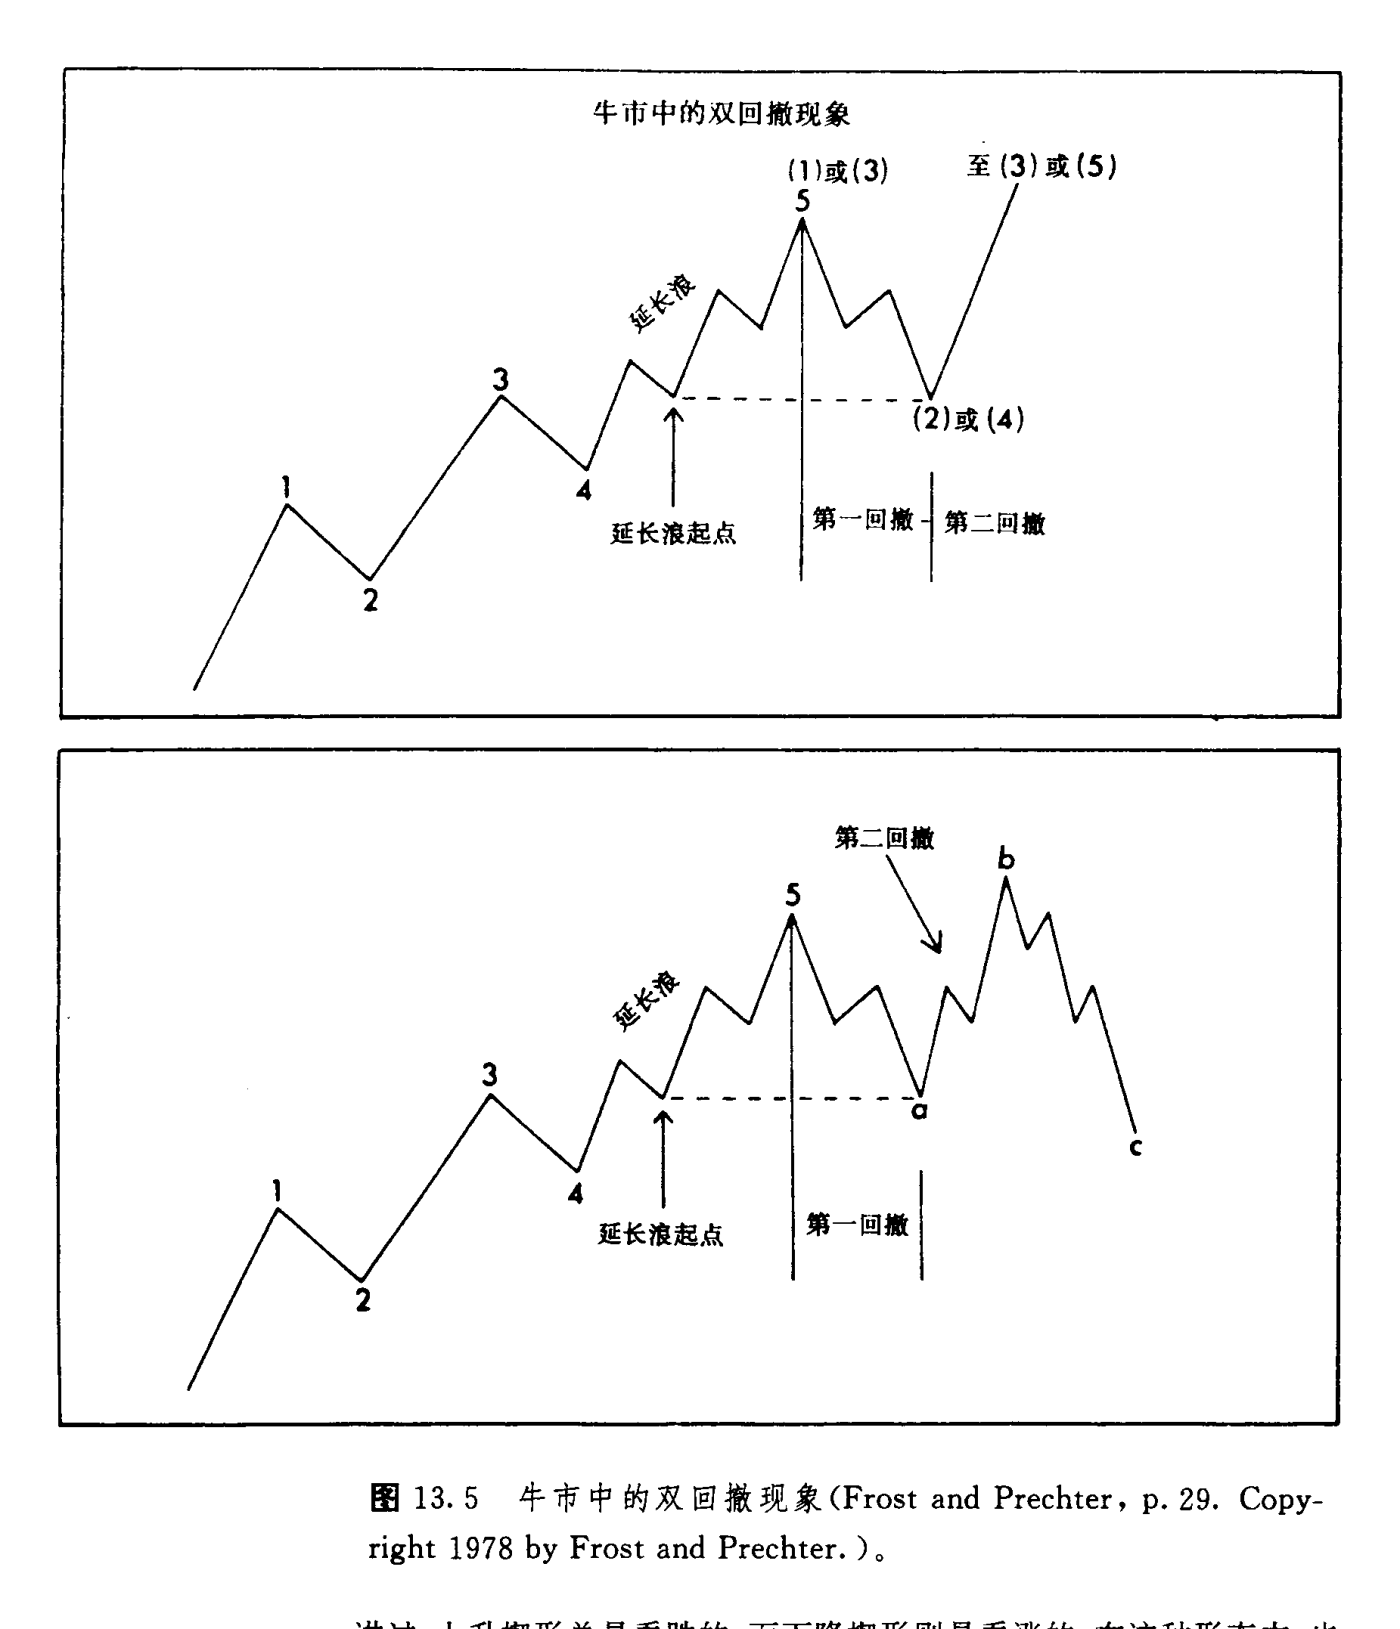 牛市中的双回撤现象
(1)或(3)
至(3)或(5)
5
延长浪
3
(2)或(4)
4
1
延长浪起点
第一回撤
第二回撤
2
第二回撤
b
5
延长浪
3
a
c
1
4
延长浪起点
第一回撤
2
图 13.5 牛市中的双回撤现象(Frost and Prechter, p. 29. Copy-
right 1978 by Frost and Prechter.)。